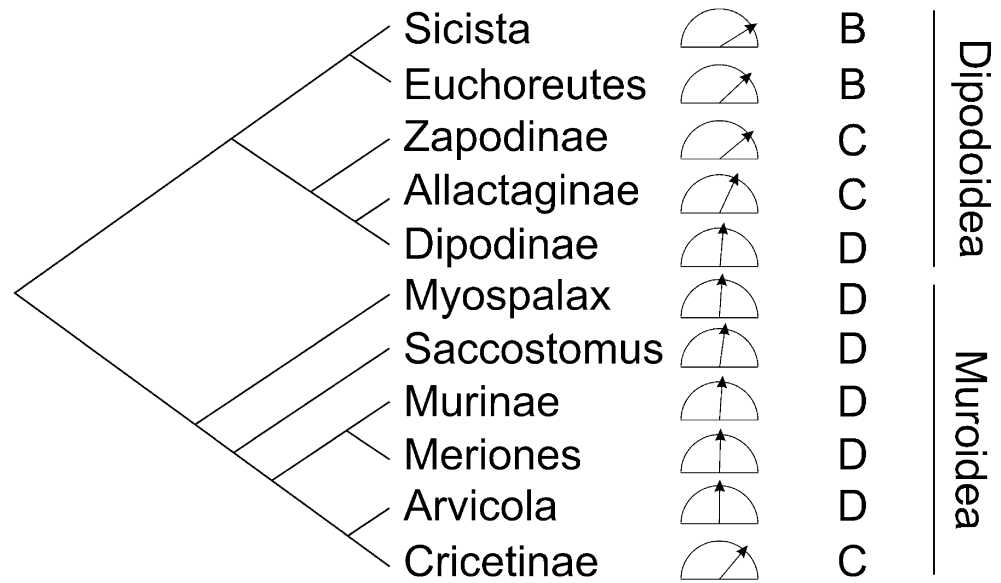 Sicista B
Euchoreutes B
Zapodinae C
Allactaginae C
Dipodinae D
Dipodoidea
Myospalax D
Saccostomus D
Murinae D
Meriones D
Arvicola D
Cricetinae C
Muroidea